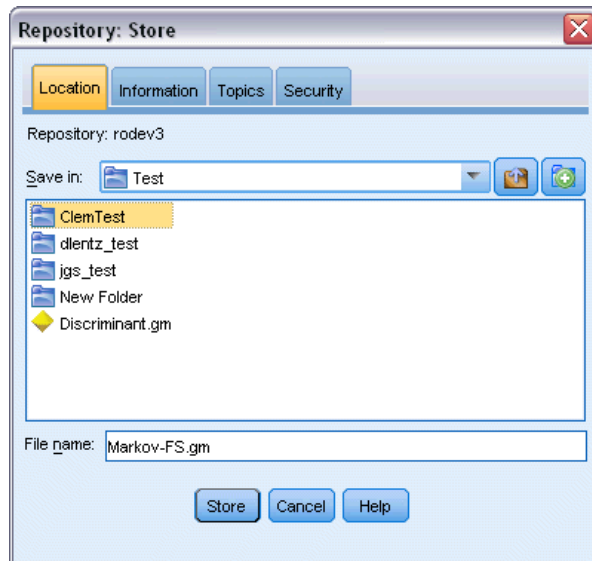 Repository: Store
Location Information Topics Security
Repository: rodev3
Save in: Test
ClemTest
dlentz_test
jgs_test
New Folder
Discriminant.gm
File name: Markov-FS.gm
Store Cancel Help